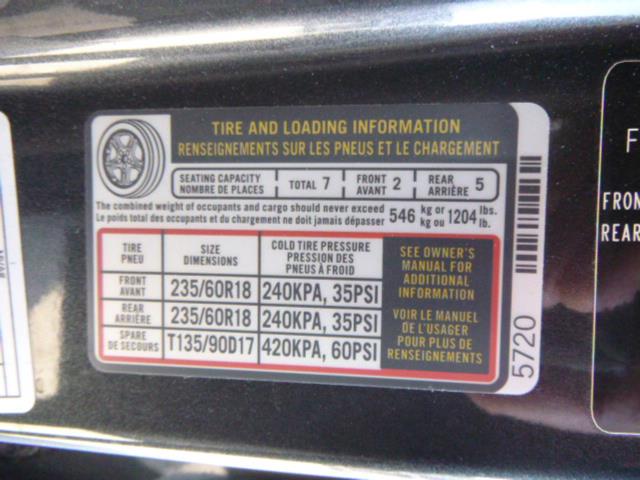 TIRE AND LOADING INFORMATION
RENSEIGNEMENTS SUR LES PNEUS ET LE CHARGEMENT
SEATING CAPACITY
NOMBRE DE PLACES
TOTAL 7
FRONT
AVANT 2
REAR
ARRIÈRE 5
The combined weight of occupants and cargo should never exceed 546 kg or 1204 lbs.
Le poids total des occupants et du chargement ne doit jamais dépasser kg ou lb.
TIRE
PNEU
SIZE
DIMENSIONS
COLD TIRE PRESSURE
PRESSION DES
PNEUS À FROID
FRONT
AVANT
235/60R18
240KPA, 35PSI
REAR
ARRIÈRE
235/60R18
240KPA, 35PSI
SPARE
DE SECOURS
T135/90D17
420KPA, 60PSI
SEE OWNER'S
MANUAL FOR
ADDITIONAL
INFORMATION
VOIR LE MANUEL
DE L'USAGER
POUR PLUS DE
RENSEIGNEMENTS
5720
F
FRON
REAR